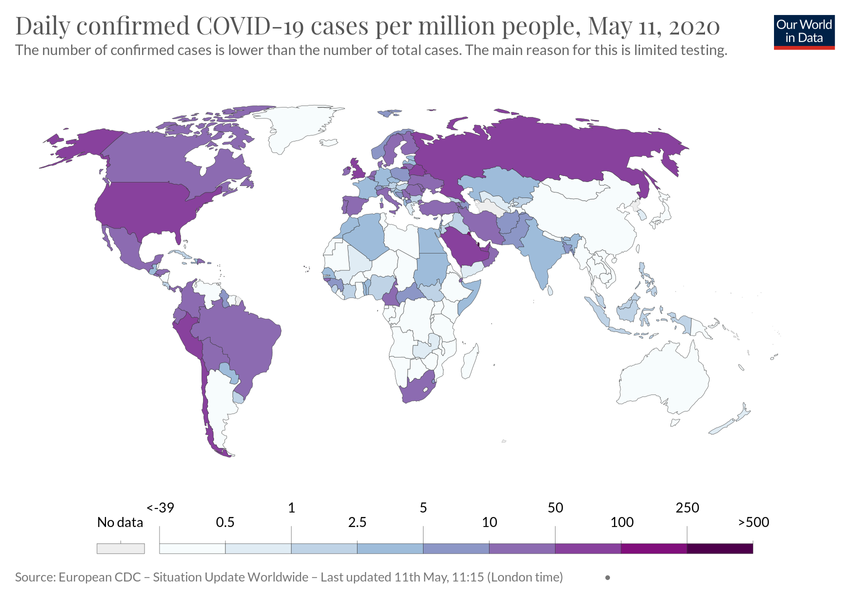 Daily confirmed COVID-19 cases per million people, May 11, 2020
The number of confirmed cases is lower than the number of total cases. The main reason for this is limited testing.
Our World
in Data
<-39 1 5 50 250
No data 0.5 2.5 10 100 >500
Source: European CDC – Situation Update Worldwide – Last updated 11th May, 11:15 (London time)